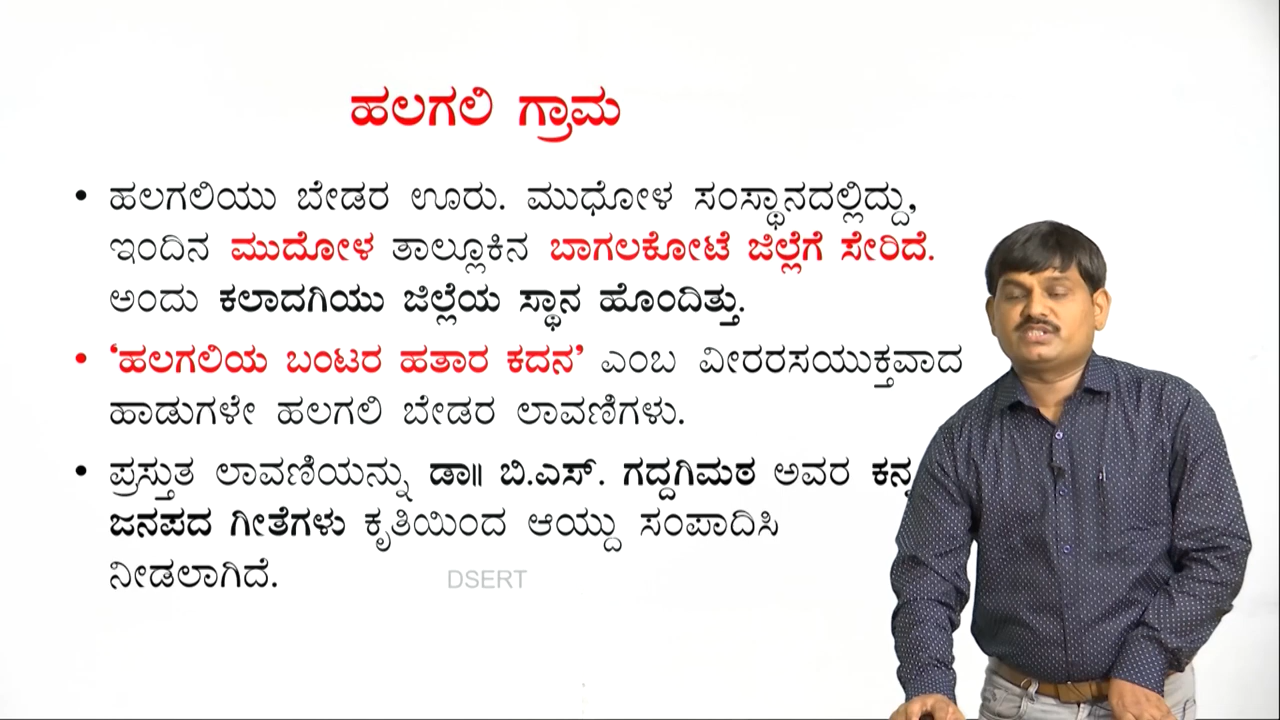 ಹಲಗಲಿ ಗ್ರಾಮ
• ಹಲಗಲಿಯು ಬೇಡರ ಊರು. ಮುಧೋಳ ಸಂಸ್ಥಾನದಲ್ಲಿದ್ದು,
ಇಂದಿನ ಮುದೋಳ ತಾಲ್ಲೂಕಿನ ಬಾಗಲಕೋಟೆ ಜಿಲ್ಲೆಗೆ ಸೇರಿದೆ.
ಅಂದು ಕಲಾದಗಿಯು ಜಿಲ್ಲೆಯ ಸ್ಥಾನ ಹೊಂದಿತ್ತು.
• ‘ಹಲಗಲಿಯ ಬಂಟರ ಹತಾರ ಕದನ’ ಎಂಬ ವೀರರಸಯುಕ್ತವಾದ
ಹಾಡುಗಳೇ ಹಲಗಲಿ ಬೇಡರ ಲಾವಣಿಗಳು.
• ಪ್ರಸ್ತುತ ಲಾವಣಿಯನ್ನು ಡಾ॥ ಬಿ.ಎಸ್. ಗದ್ದಗಿಮಠ ಅವರ
ಜನಪದ ಗೀತೆಗಳು ಕೃತಿಯಿಂದ ಆಯ್ದು ಸಂಪಾದಿಸಿ
ನೀಡಲಾಗಿದೆ.
DSERT